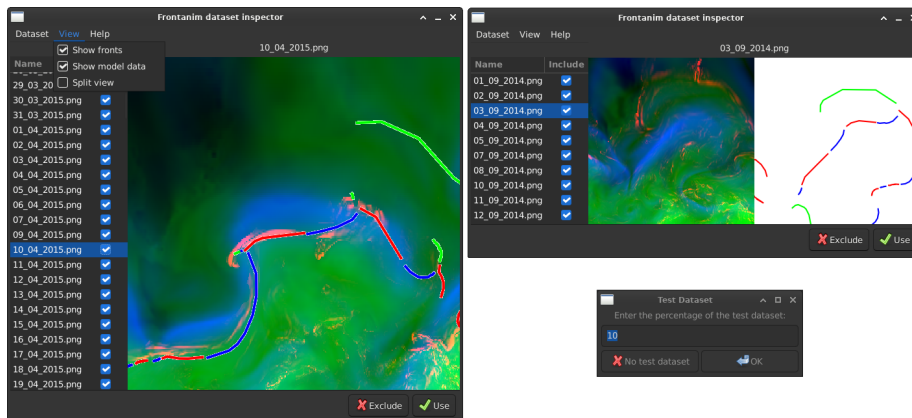 Frontanim dataset inspector
Dataset View Help
10_04_2015.png
Show fronts
Show model data
Split view
Name
29_03_20
30_03_2015.png
31_03_2015.png
01_04_2015.png
02_04_2015.png
03_04_2015.png
04_04_2015.png
05_04_2015.png
06_04_2015.png
07_04_2015.png
09_04_2015.png
10_04_2015.png
11_04_2015.png
12_04_2015.png
13_04_2015.png
14_04_2015.png
15_04_2015.png
16_04_2015.png
17_04_2015.png
18_04_2015.png
19_04_2015.png
Exclude Use
Frontanim dataset inspector
Dataset View Help
03_09_2014.png
Name Include
01_09_2014.png
02_09_2014.png
03_09_2014.png
04_09_2014.png
05_09_2014.png
07_09_2014.png
08_09_2014.png
10_09_2014.png
11_09_2014.png
12_09_2014.png
Exclude Use
Test Dataset
Enter the percentage of the test dataset:
10
No test dataset OK